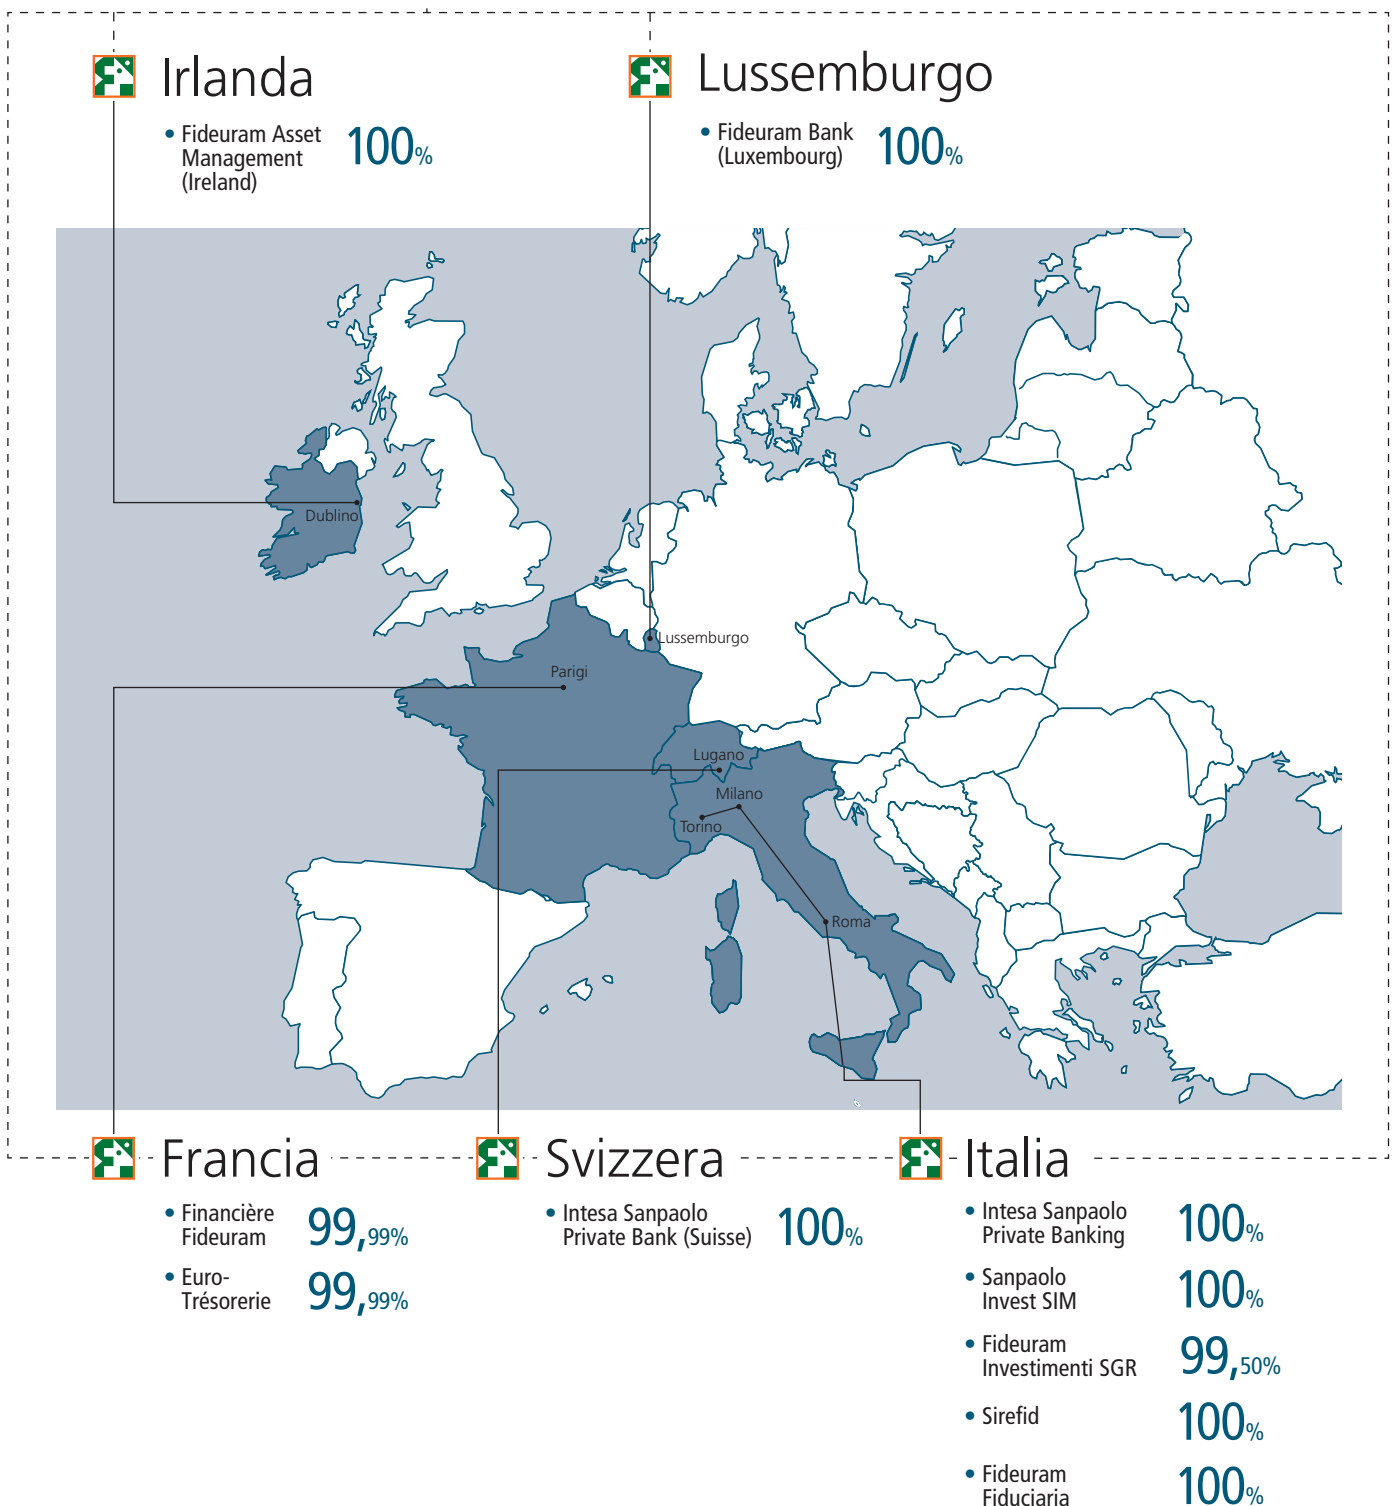 Irlanda
• Fideuram Asset
Management
(Ireland)
100%
Lussemburgo
• Fideuram Bank
(Luxembourg)
100%
Dublino
Lussemburgo
Parigi
Lugano
Milano
Torino
Roma
Francia
• Financière
Fideuram
99,99%
• Euro-
Trésorerie
99,99%
Svizzera
• Intesa Sanpaolo
Private Bank (Suisse)
100%
Italia
• Intesa Sanpaolo
Private Banking
100%
• Sanpaolo
Invest SIM
100%
• Fideuram
Investimenti SGR
99,50%
• Sirefid
100%
• Fideuram
Fiduciaria
100%